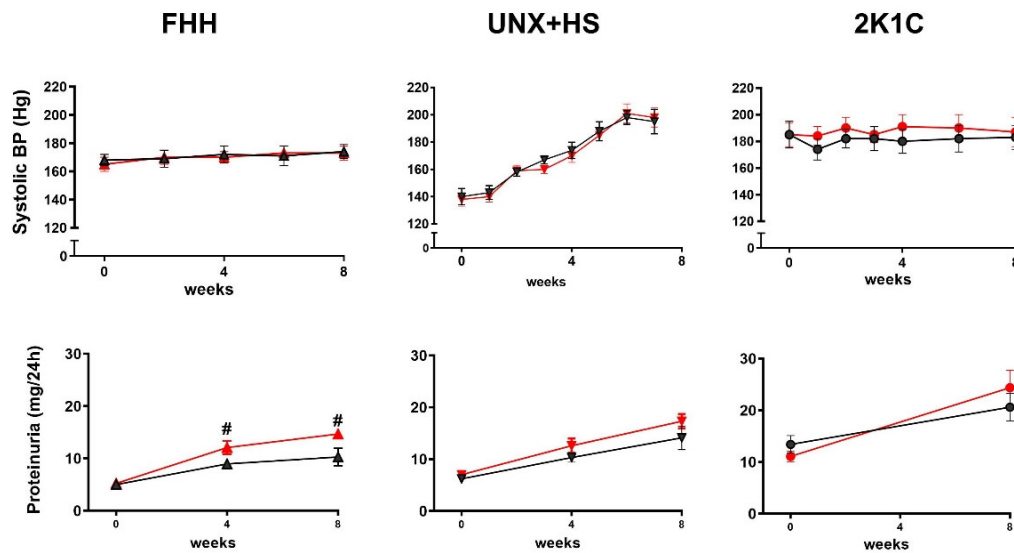 FHH UNX+HS 2K1C
Systolic BP (Hg)
220 220 220
200 200 200
180 180 180
160 160 160
140 140 140
120 120 120
0 0 0
0 4 8 0 4 8 0 4 8
weeks weeks weeks
Proteinuria (mg/24h)
30 30 30
20 20 20
# #
10 10 10
0 0 0
0 4 8 0 4 8 0 4 8
weeks weeks weeks